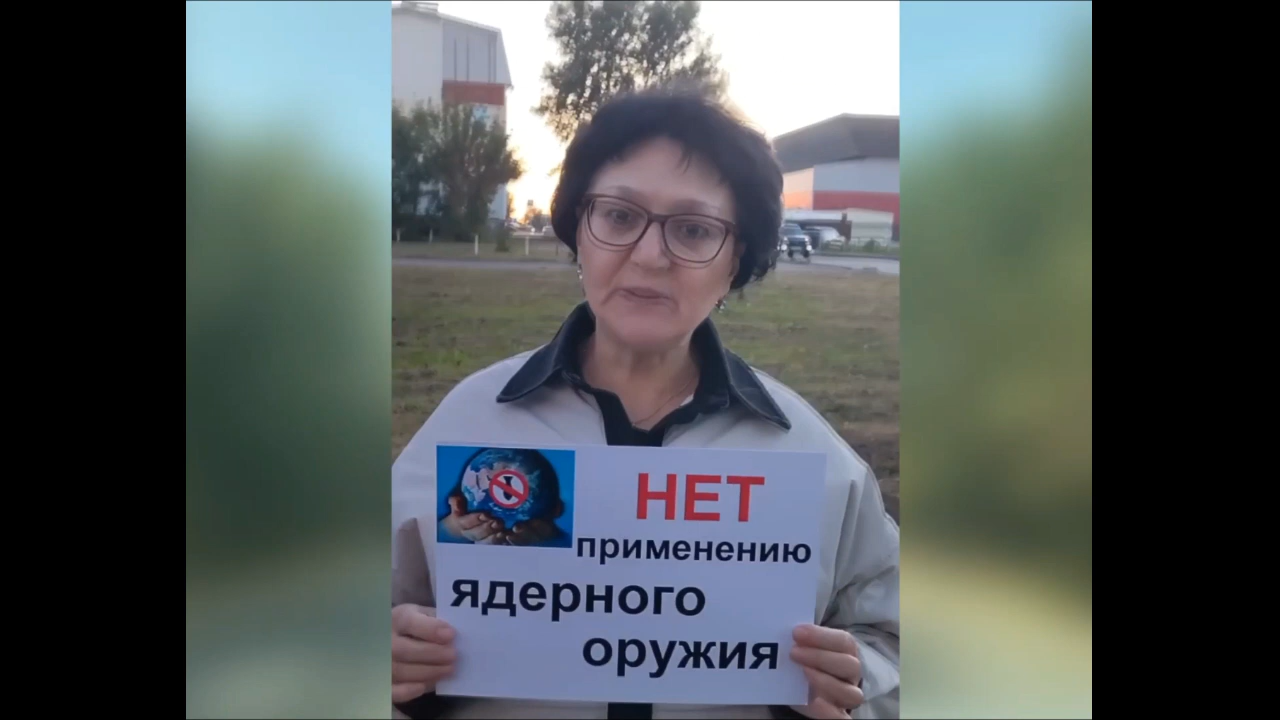 НЕТ
применению
ядерного
оружия